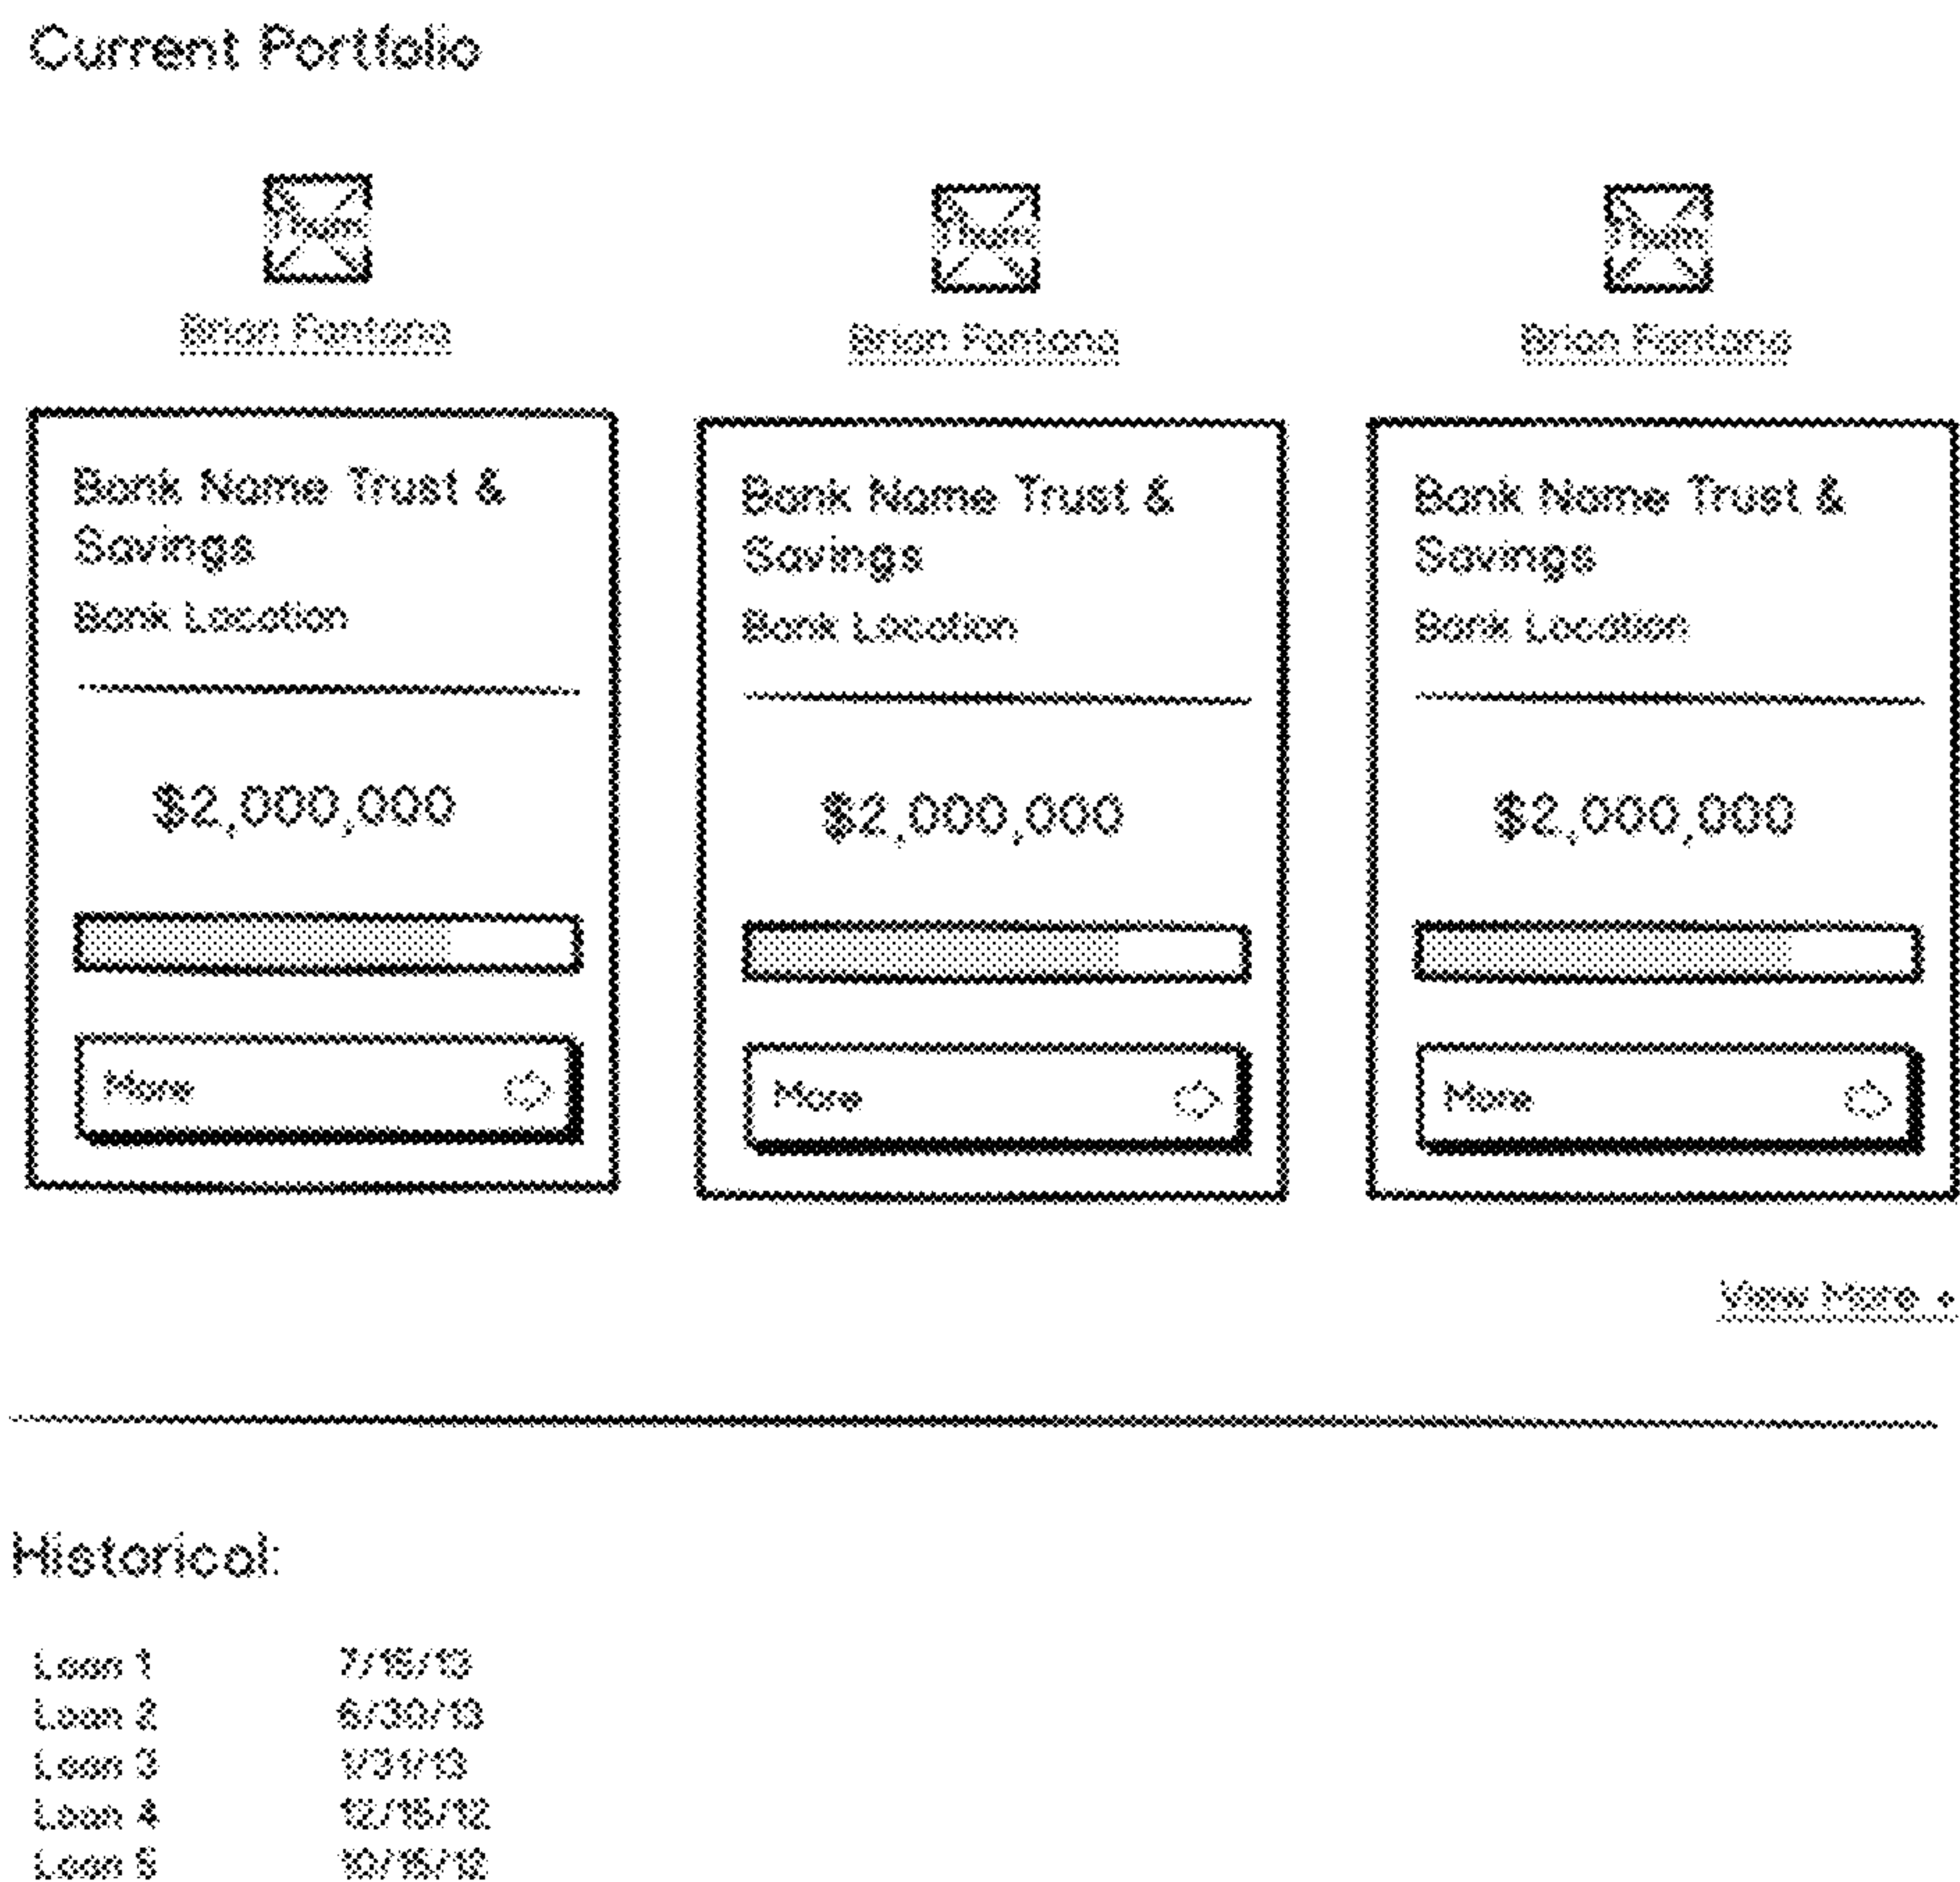 Current Portfolio
Brian Fantana
Brian Fantana
Brian Fantana
Bank Name Trust &
Savings
Bank Location
$2,000,000
More
Bank Name Trust &
Savings
Bank Location
$2,000,000
More
Bank Name Trust &
Savings
Bank Location
$2,000,000
More
View More
Historical:
Loan 1 7/15/13
Loan 2 6/30/13
Loan 3 1/31/13
Loan 4 12/15/12
Loan 5 10/15/12